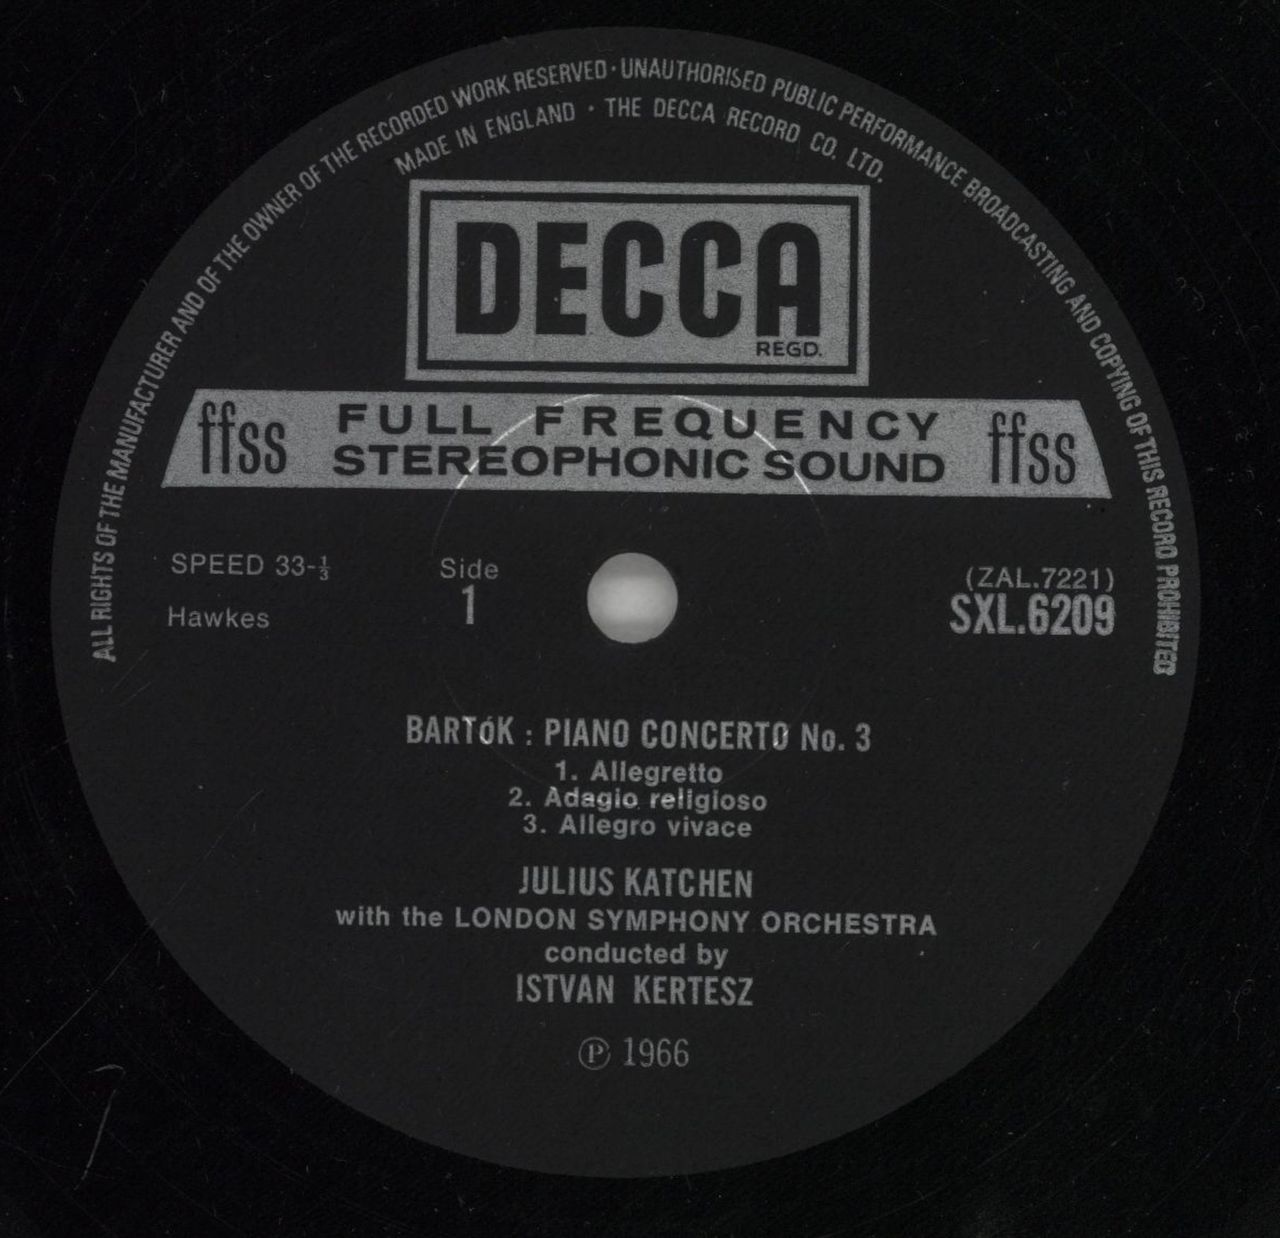 ALL RIGHTS OF THE MANUFACTURER AND OF THE OWNER OF THE RECORDED WORK RESERVED · UNAUTHORISED PUBLIC PERFORMANCE BROADCASTING AND COPYING OF THIS RECORD PROHIBITED
MADE IN ENGLAND · THE DECCA RECORD CO. LTD.
DECCA
REGD.
ffss FULL FREQUENCY STEREOPHONIC SOUND ffss
SPEED 33-⅓
Side
1
(ZAL.7221)
SXL.6209
Hawkes
BARTóK : PIANO CONCERTO No. 3
1. Allegretto
2. Adagio religioso
3. Allegro vivace
JULIUS KATCHEN
with the LONDON SYMPHONY ORCHESTRA
conducted by
ISTVAN KERTESZ
Ⓟ 1966